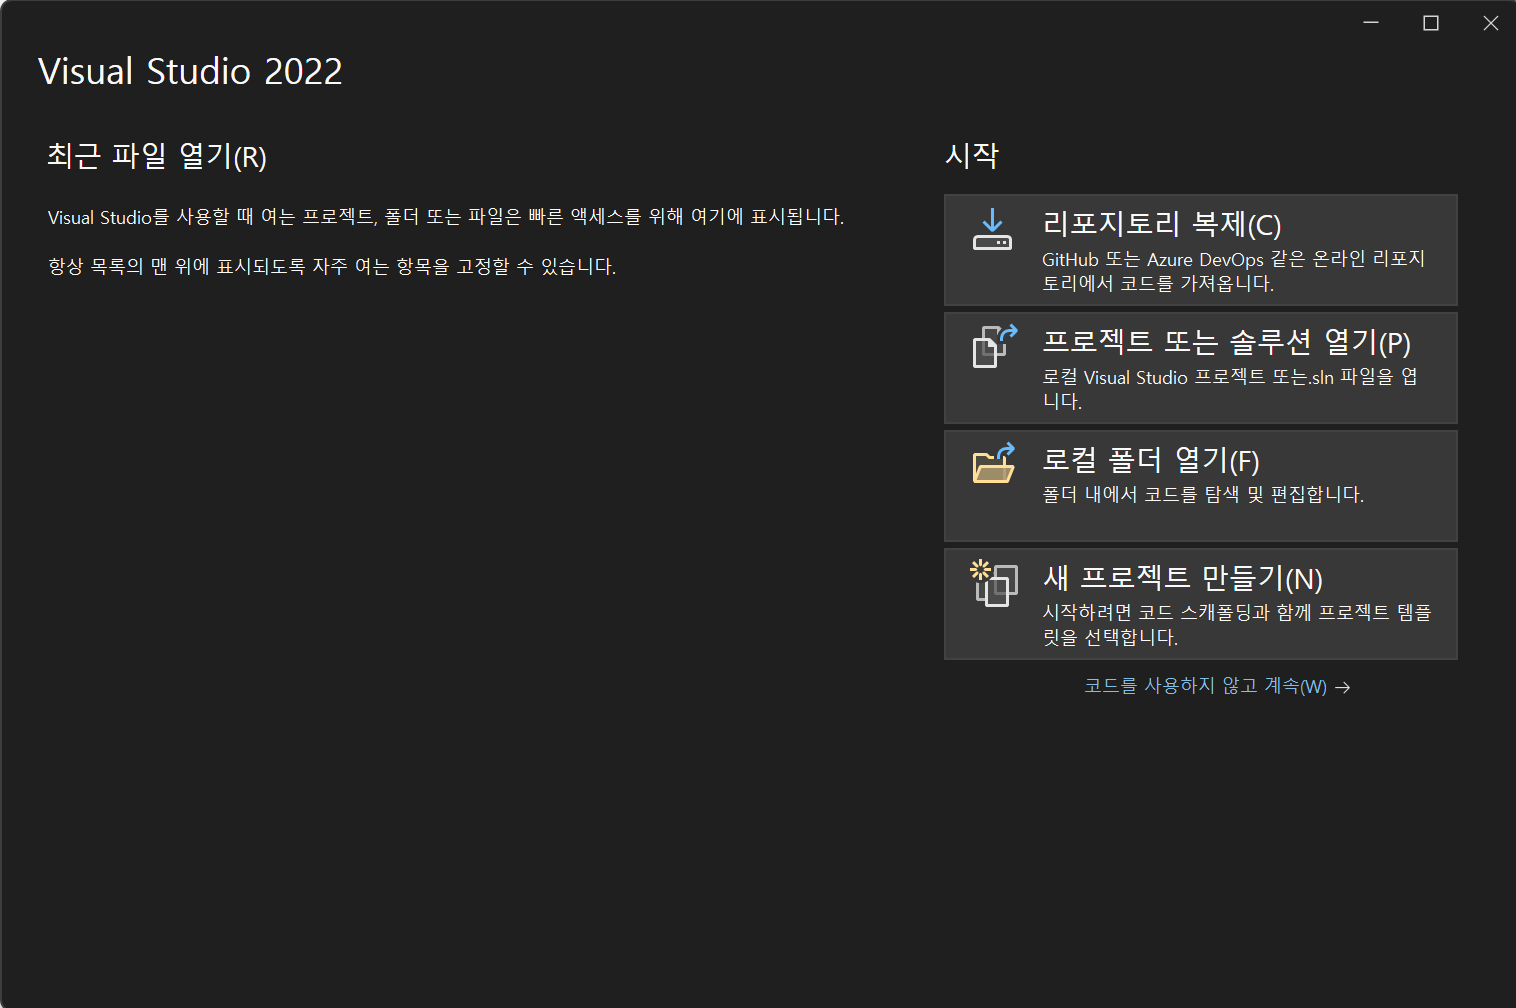 Visual Studio 2022
최근 파일 열기(R)
Visual Studio를 사용할 때 여는 프로젝트, 폴더 또는 파일은 빠른 액세스를 위해 여기에 표시됩니다.
항상 목록의 맨 위에 표시되도록 자주 여는 항목을 고정할 수 있습니다.
시작
리포지토리 복제(C)
GitHub 또는 Azure DevOps 같은 온라인 리포지
토리에서 코드를 가져옵니다.
프로젝트 또는 솔루션 열기(P)
로컬 Visual Studio 프로젝트 또는.sln 파일을 엽
니다.
로컬 폴더 열기(F)
폴더 내에서 코드를 탐색 및 편집합니다.
새 프로젝트 만들기(N)
시작하려면 코드 스캐폴딩과 함께 프로젝트 템플
릿을 선택합니다.
코드를 사용하지 않고 계속(W) →